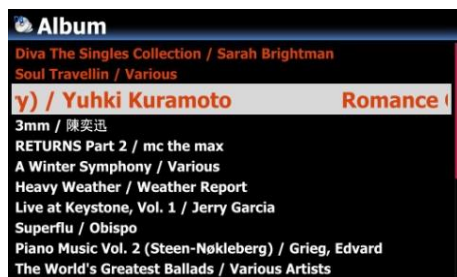 Album
Diva The Singles Collection / Sarah Brightman
Soul Travellin / Various
y) / Yuhki Kuramoto Romance
3mm / 陳奕迅
RETURNS Part 2 / mc the max
A Winter Symphony / Various
Heavy Weather / Weather Report
Live at Keystone, Vol. 1 / Jerry Garcia
Superflu / Obispo
Piano Music Vol. 2 (Steen-Nøkleberg) / Grieg, Edvard
The World's Greatest Ballads / Various Artists